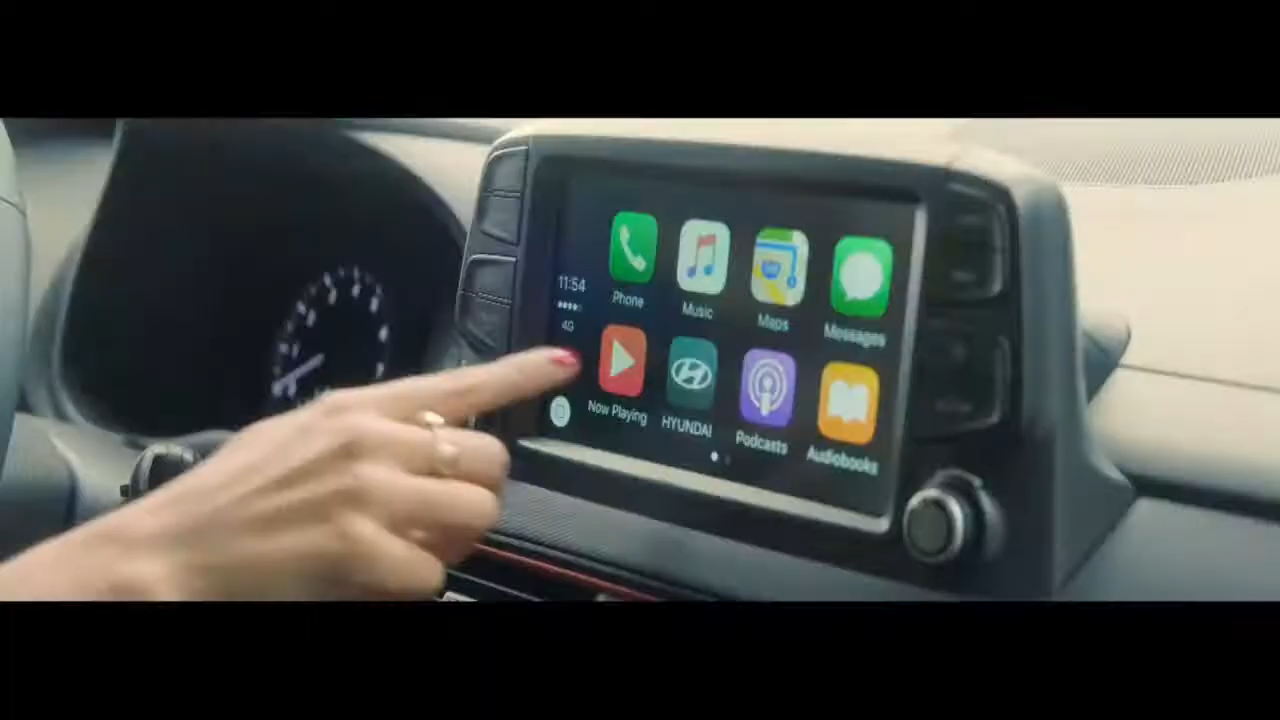 11:54
4G
Phone
Music
Maps
Messages
Now Playing
HYUNDAI
Podcasts
Audiobooks